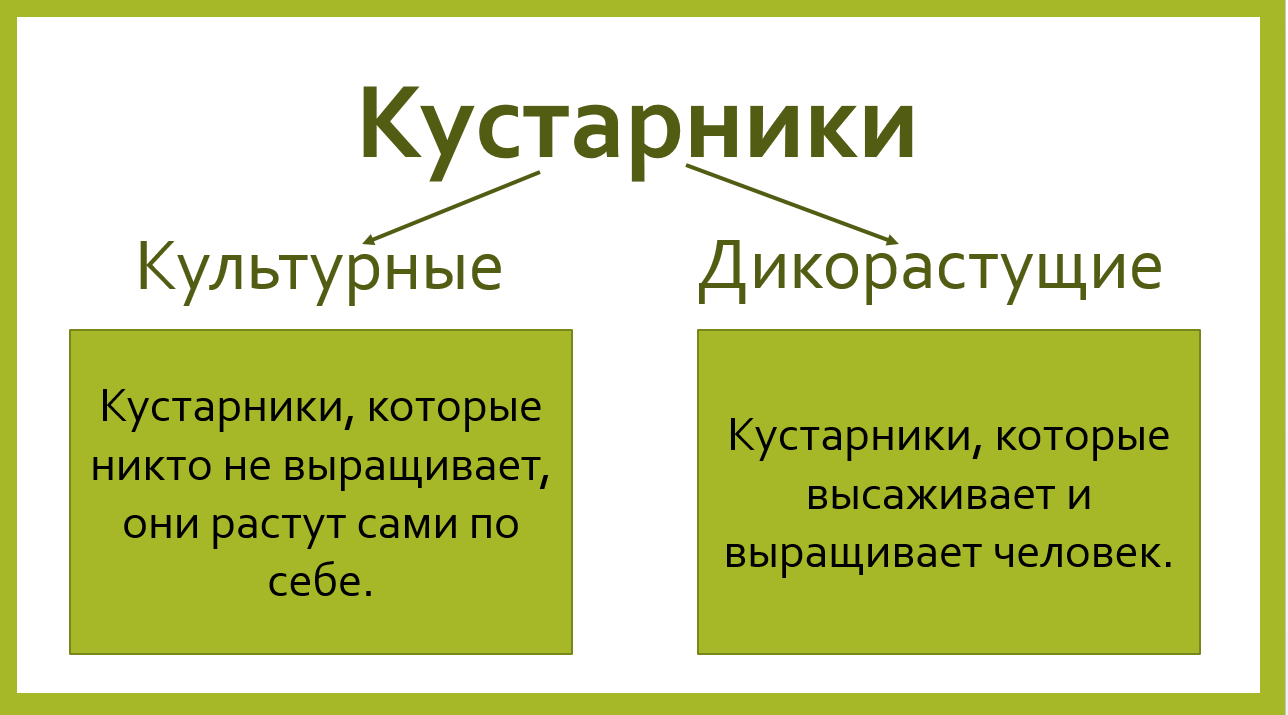 Кустарники
Культурные
Дикорастущие
Кустарники, которые
никто не выращивает,
они растут сами по
себе.
Кустарники, которые
высаживает и
выращивает человек.